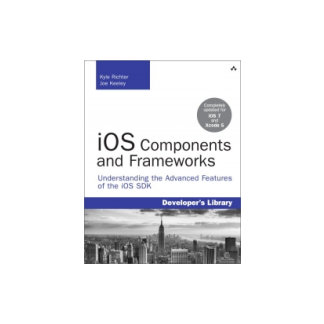 Kyle Richter
Joe Keeley
Completely
updated for
iOS 7
and
Xcode 5
iOS Components
and Frameworks
Understanding the Advanced Features
of the iOS SDK
Developer's Library